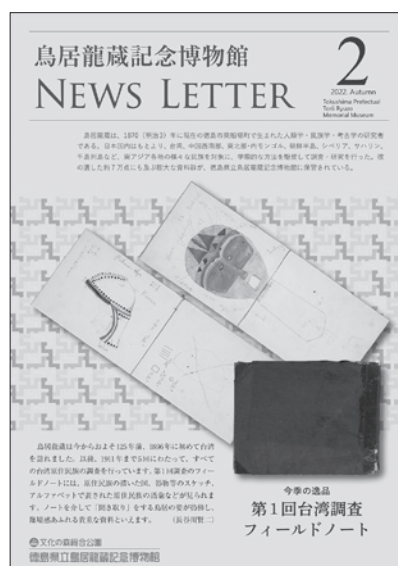 鳥居龍蔵記念博物館
NEWS LETTER
2
2022. Autumn
Tokushima Prefectural
Torii Ryuzo
Memorial Museum
鳥居龍蔵は、1870（明治3）年に現在の徳島市東船場町で生まれた人類学・民族学・考古学の研究者
である。日本国内はもとより、台湾、中国西南部、東北部・内モンゴル、朝鮮半島、シベリア、サハリン、
千島列島など、東アジア各地の様々な民族を対象に、学際的な方法を駆使して調査・研究を行った。彼
の遺した約7万点にも及ぶ膨大な資料群が、徳島県立鳥居龍蔵記念博物館に保管されている。
鳥居龍蔵は今からおよそ125年前、1896年に初めて台湾
を訪れました。以後、1911年まで5回にわたって、すべて
の台湾原住民族の調査を行っています。第1回調査のフィー
ルドノートには、原住民族の描いた図、器物等のスケッチ、
アルファベットで表された原住民族の語彙などが見られま
す。ノートを介して「聞き取り」をする鳥居の姿が彷彿し、
臨場感あふれる貴重な資料といえます。（長谷川賢二）
今季の逸品
第1回台湾調査
フィールドノート
文化の森総合公園
徳島県立鳥居龍蔵記念博物館